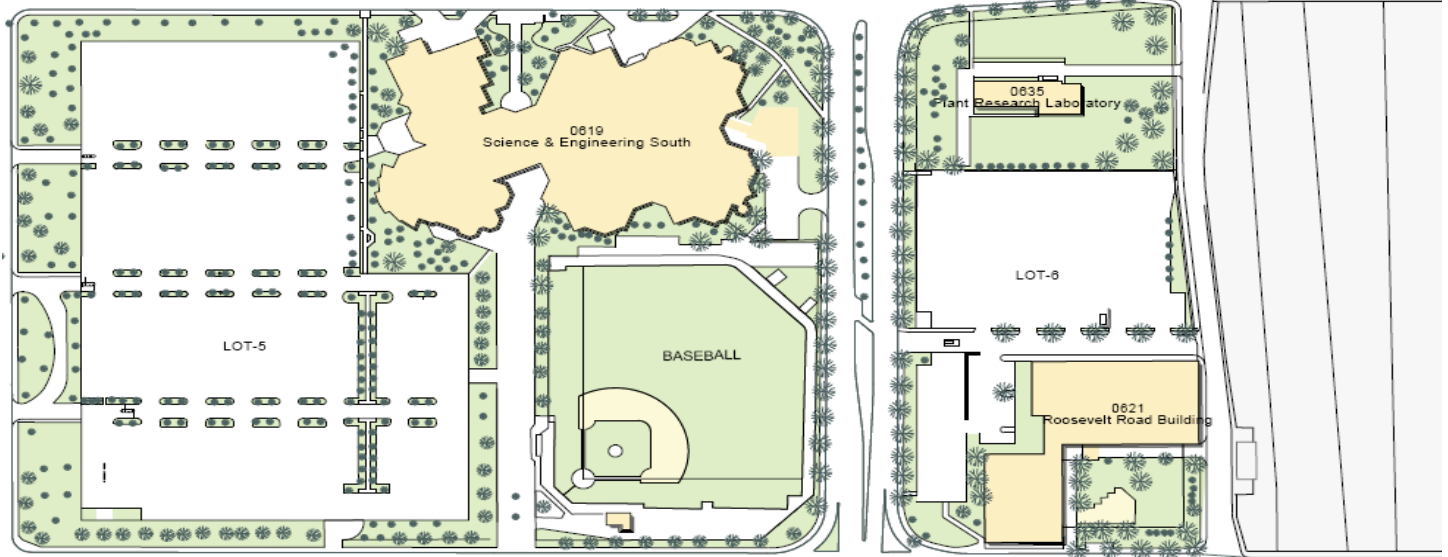 0619
Science & Engineering South
0635
Plant Research Laboratory
LOT-6
LOT-5
BASEBALL
0621
Roosevelt Road Building